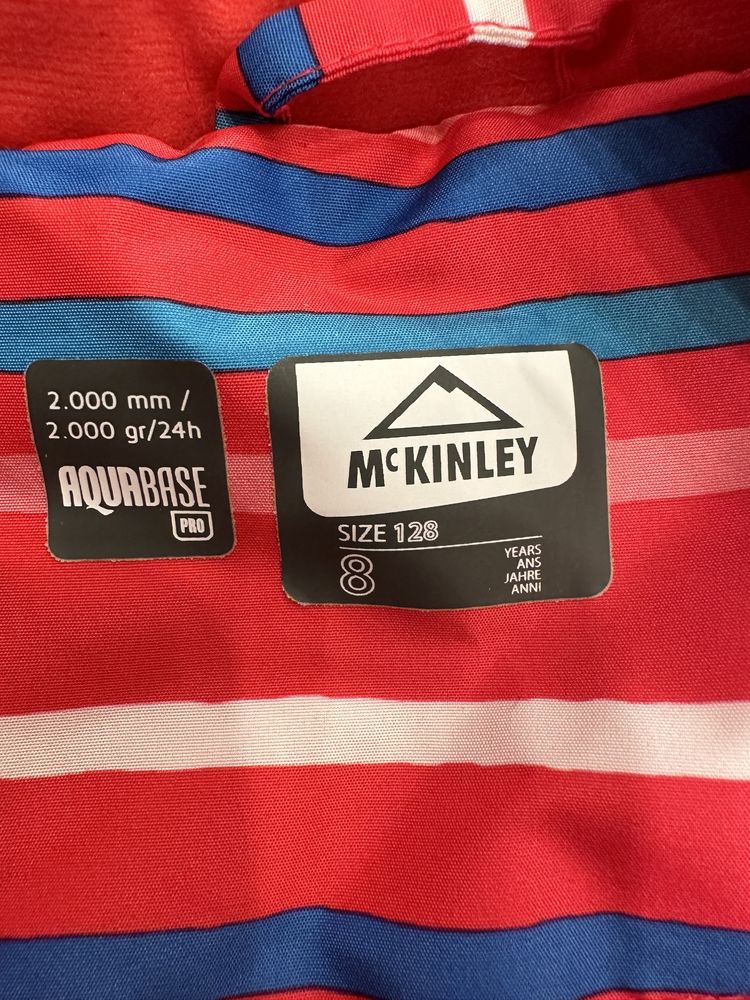 2.000 mm /
2.000 gr/24h
AQUABASE
PRO
McKINLEY
SIZE 128
8
YEARS
ANS
JAHRE
ANNI